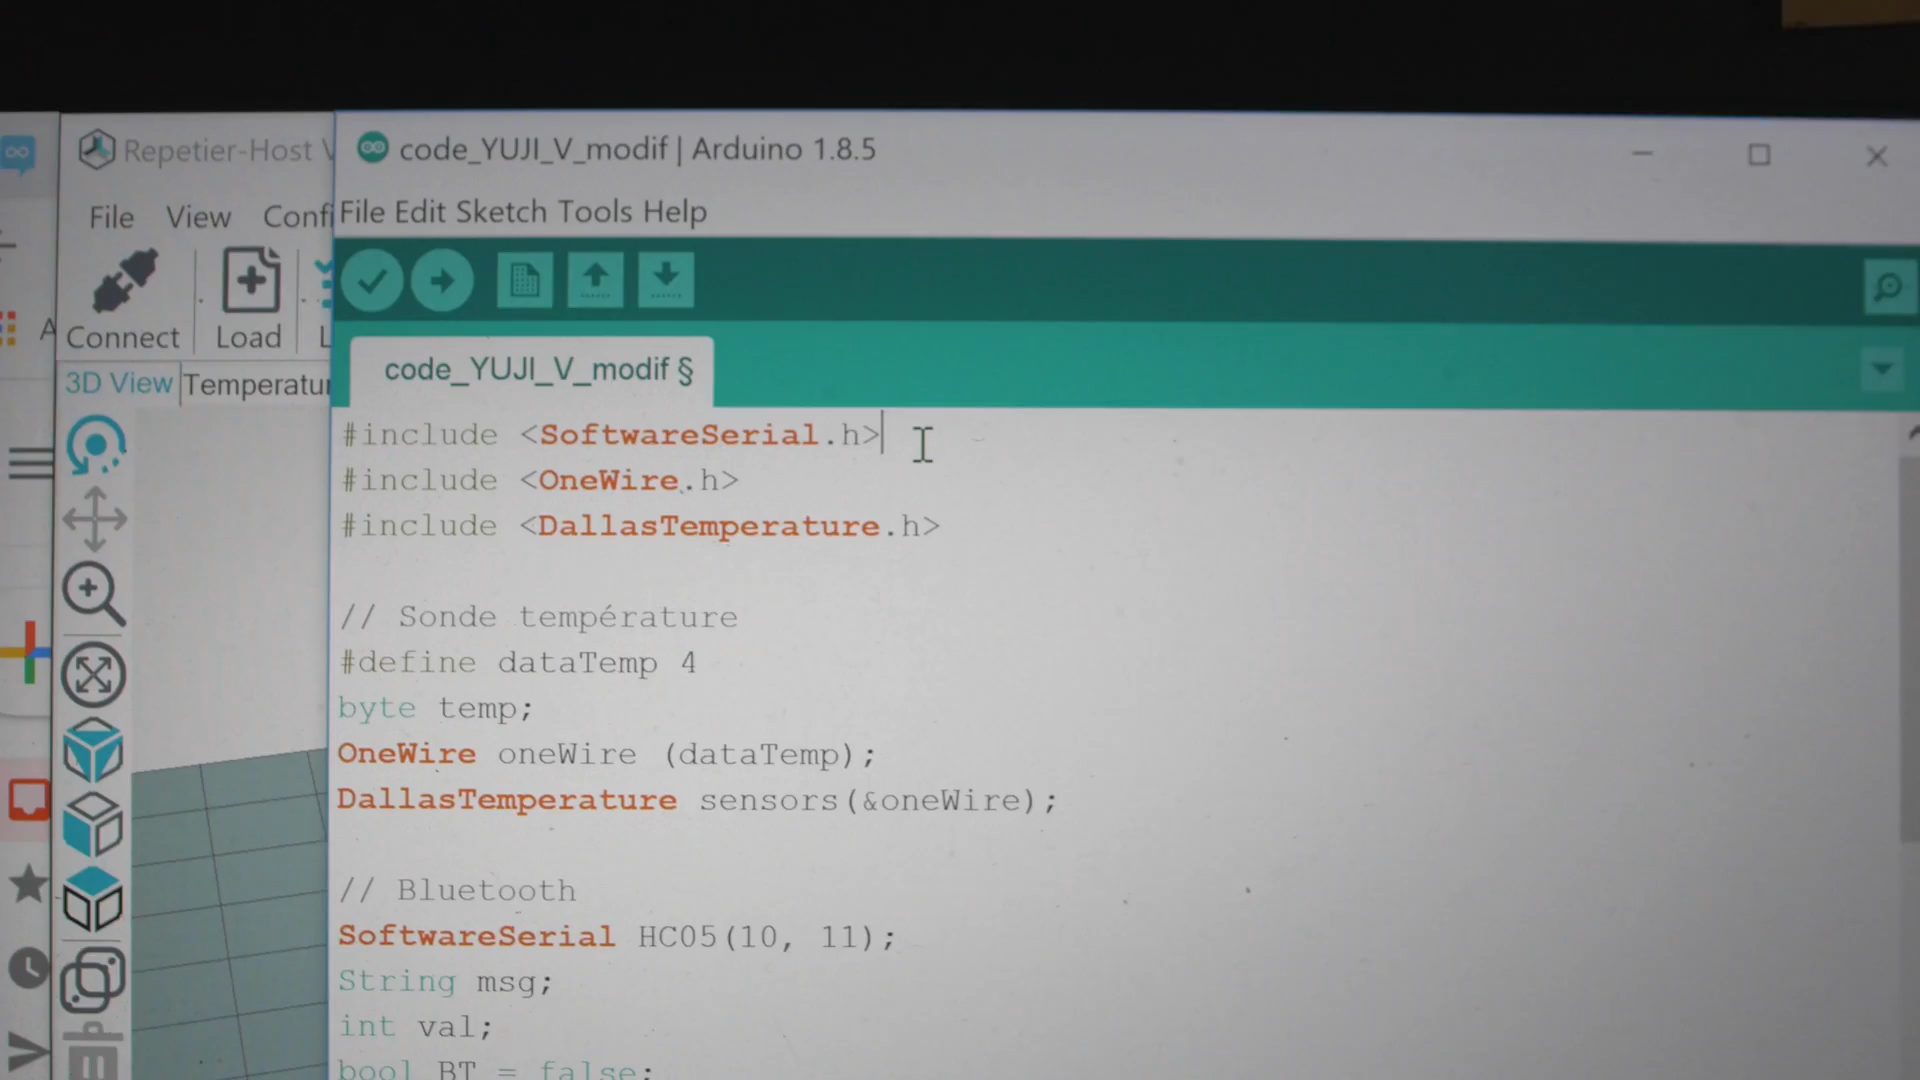 Repetier-Host V
code_YUJI_V_modif | Arduino 1.8.5
File View Confi
File Edit Sketch Tools Help
Connect
Load
L
A
3D View
Temperatur
code_YUJI_V_modif §
#include <SoftwareSerial.h>
#include <OneWire.h>
#include <DallasTemperature.h>
// Sonde température
#define dataTemp 4
byte temp;
OneWire oneWire (dataTemp);
DallasTemperature sensors(&oneWire);
// Bluetooth
SoftwareSerial HC05(10, 11);
String msg;
int val;
bool BT = false;